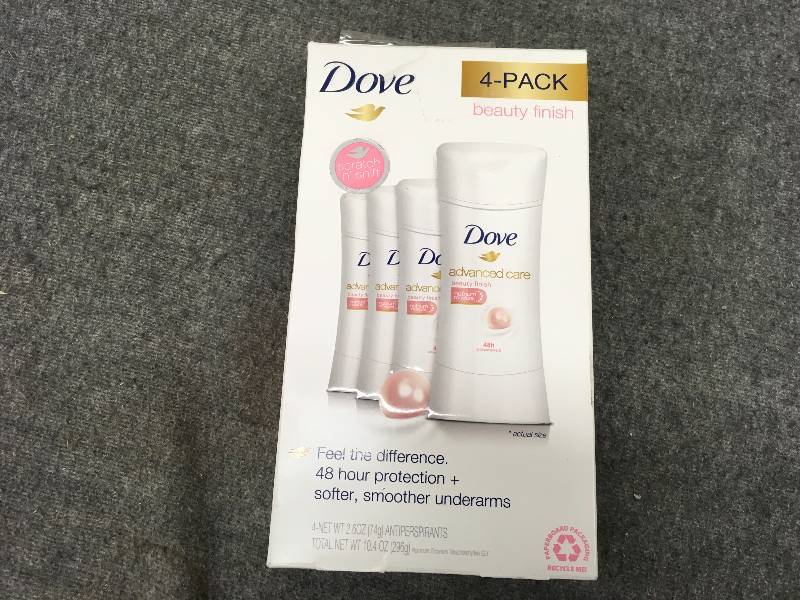 Dove
4-PACK
beauty finish
scratch
n' sniff
Dove
advanced care
beauty finish
48h
* actual size
Feel the difference.
48 hour protection +
softer, smoother underarms
4-NET WT 2.6OZ (74g) ANTIPERSPIRANTS
TOTAL NET WT 10.4 OZ (296g)
PAPERBOARD PACKAGING
RECYCLE ME!